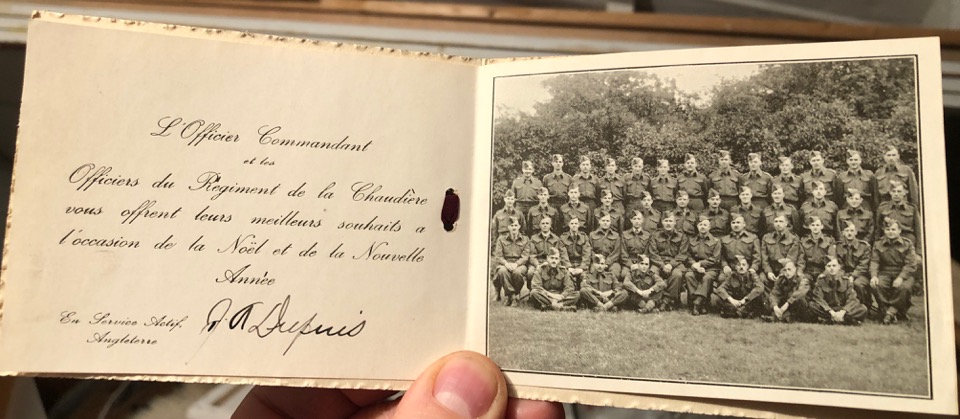 L'Officier Commandant
et les
Officiers du Régiment de la Chaudière
vous offrent leurs meilleurs souhaits a
l'occasion de la Noël et de la Nouvelle
Année
En Service Actif,
Angleterre
Dupuis